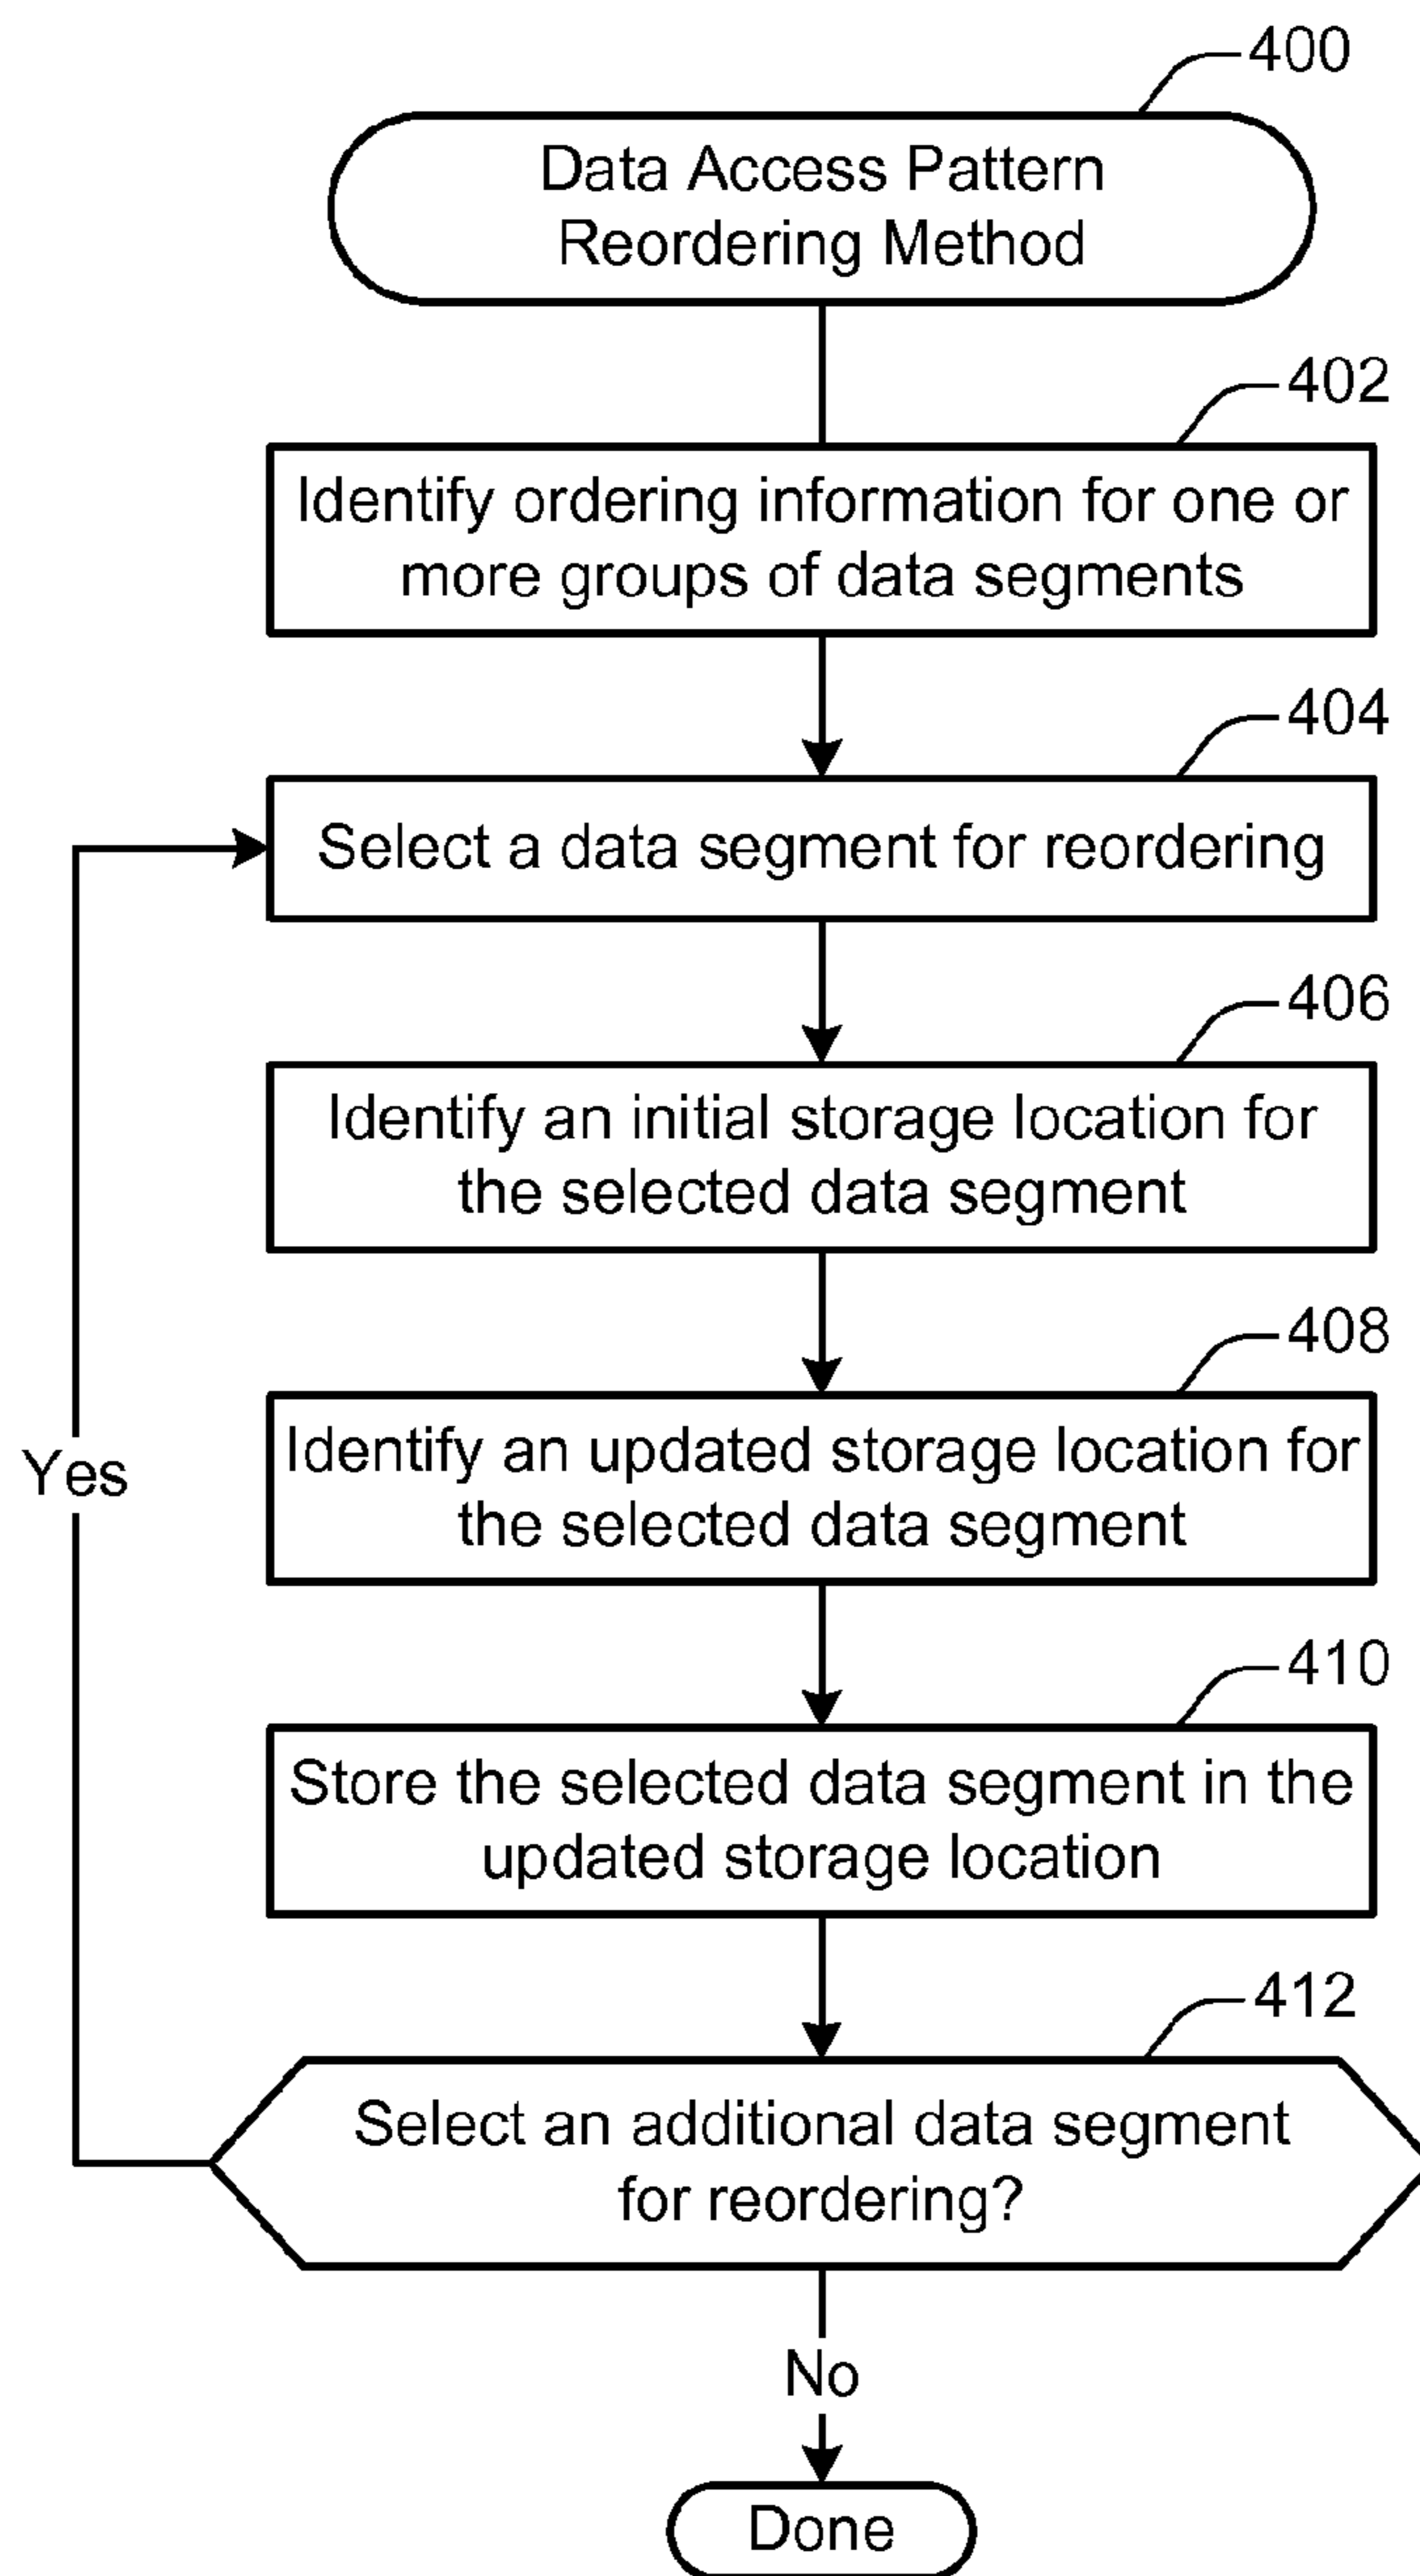 400
Data Access Pattern
Reordering Method
402
Identify ordering information for one or
more groups of data segments
404
Select a data segment for reordering
406
Identify an initial storage location for
the selected data segment
408
Identify an updated storage location for
the selected data segment
Yes
410
Store the selected data segment in the
updated storage location
412
Select an additional data segment
for reordering?
No
Done